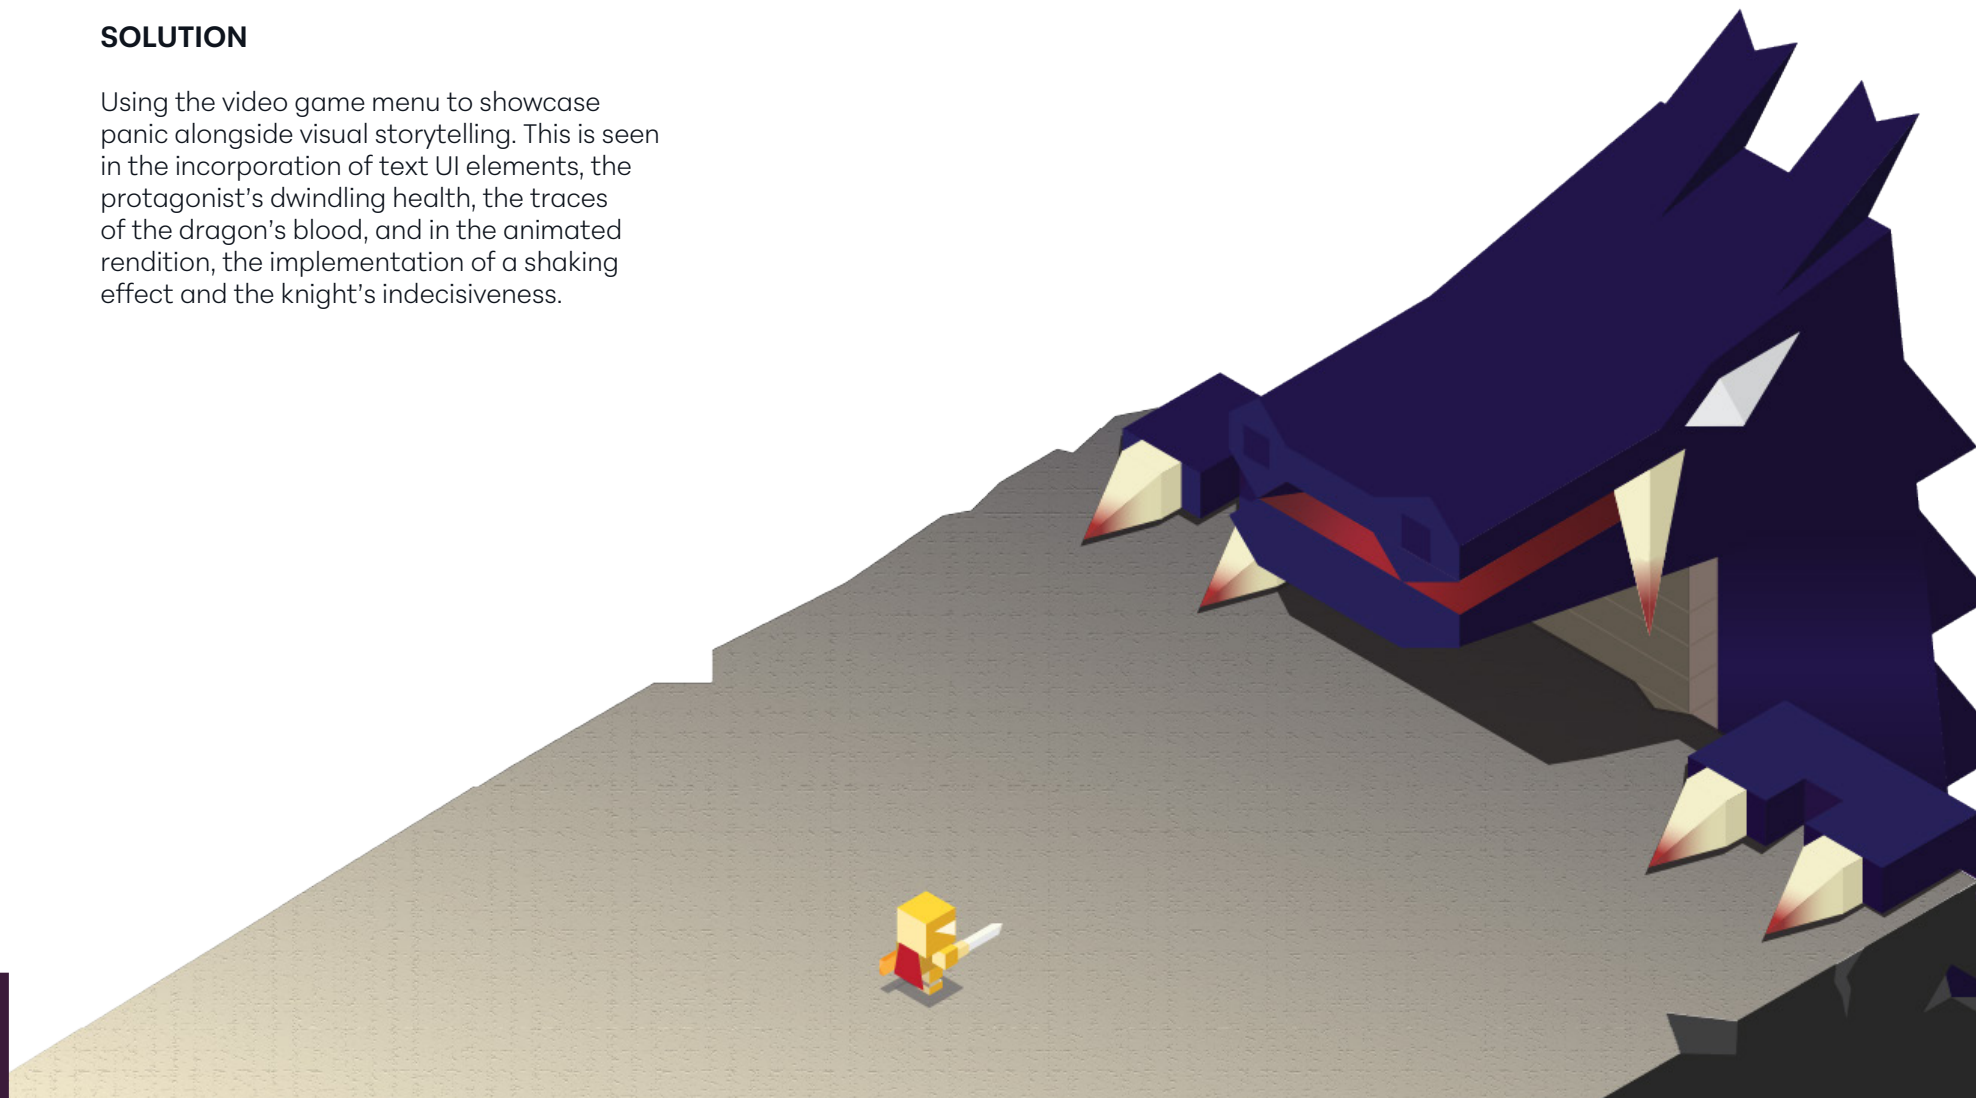 SOLUTION
Using the video game menu to showcase
panic alongside visual storytelling. This is seen
in the incorporation of text UI elements, the
protagonist’s dwindling health, the traces
of the dragon’s blood, and in the animated
rendition, the implementation of a shaking
effect and the knight’s indecisiveness.